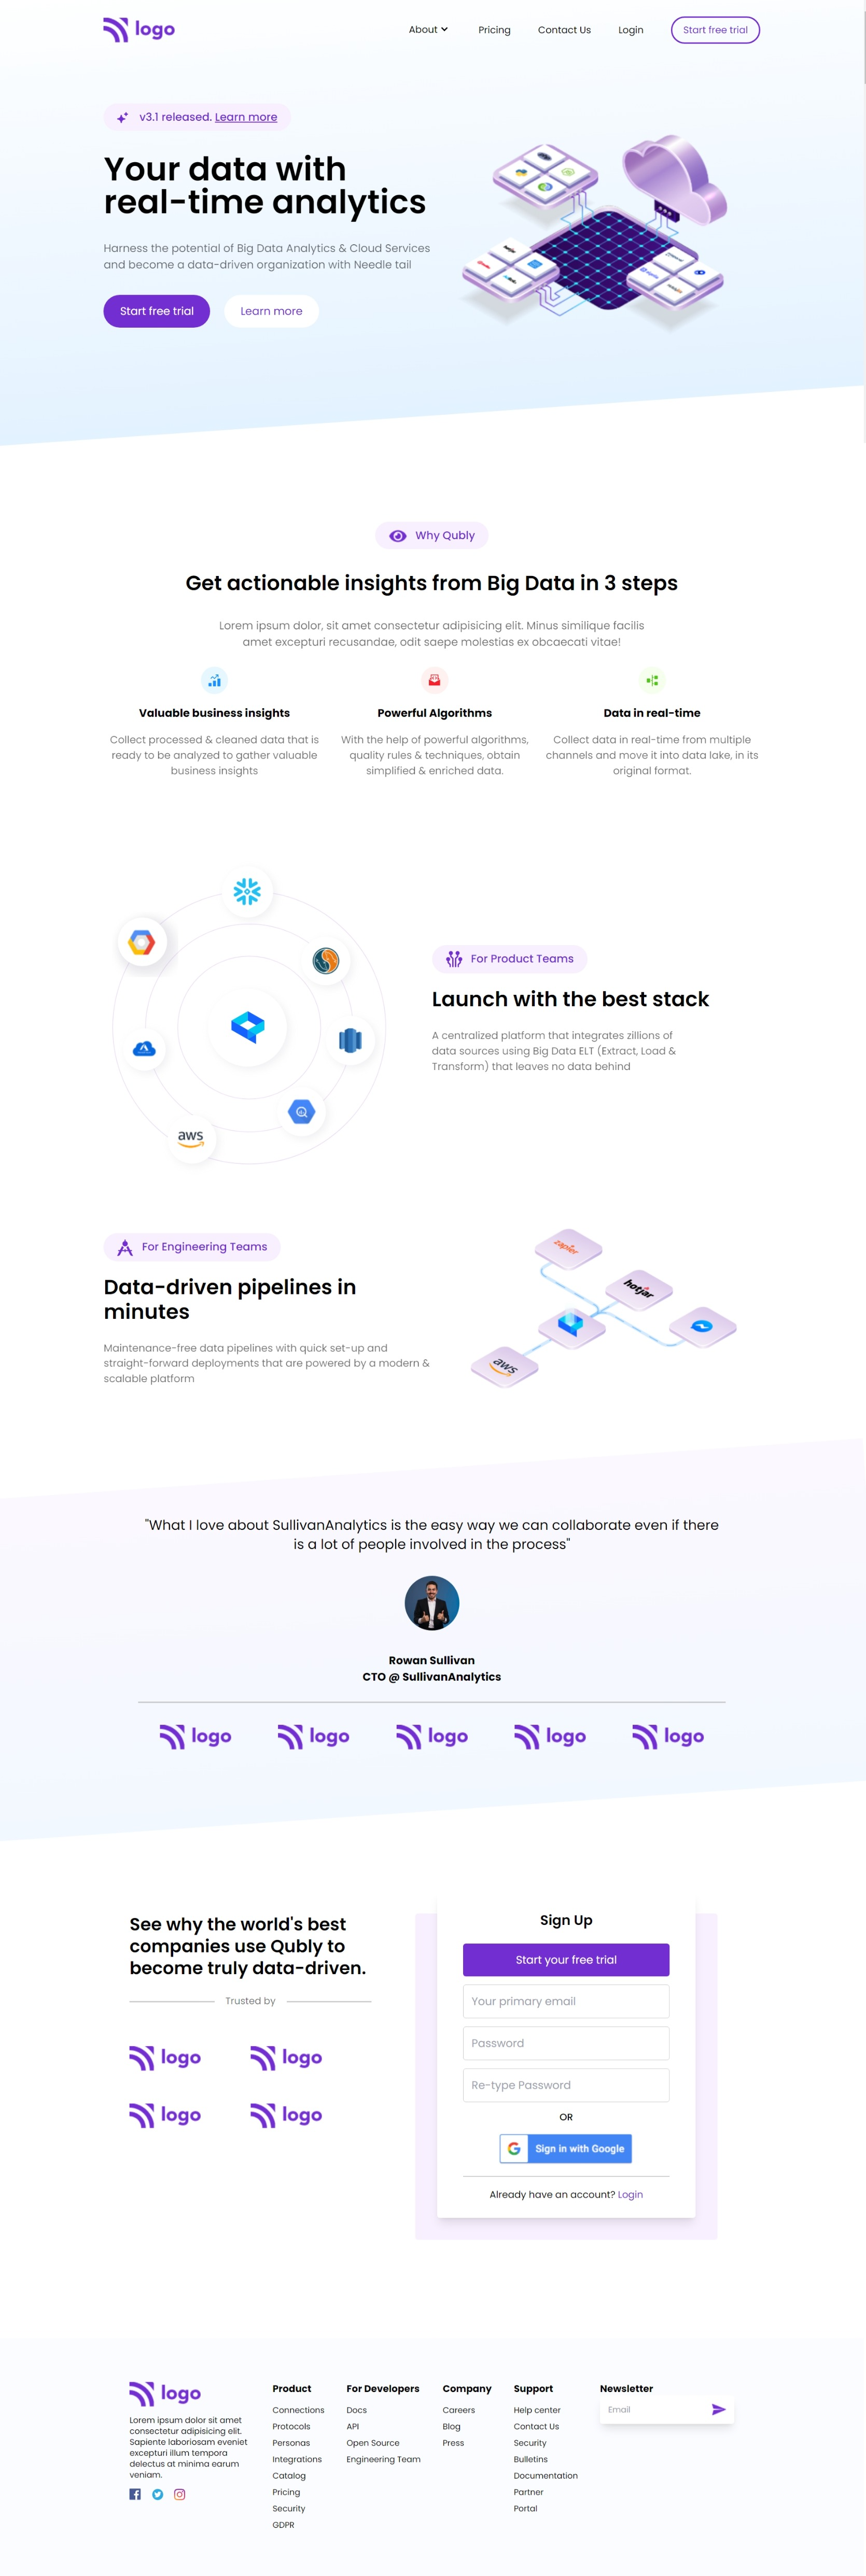 logo
About
Pricing
Contact Us
Login
Start free trial
v3.1 released. Learn more
Your data with
real-time analytics
Harness the potential of Big Data Analytics & Cloud Services
and become a data-driven organization with Needle tail
Start free trial
Learn more
Why Qubly
Get actionable insights from Big Data in 3 steps
Lorem ipsum dolor, sit amet consectetur adipisicing elit. Minus similique facilis
amet excepturi recusandae, odit saepe molestias ex obcaecati vitae!
Valuable business insights
Collect processed & cleaned data that is
ready to be analyzed to gather valuable
business insights
Powerful Algorithms
With the help of powerful algorithms,
quality rules & techniques, obtain
simplified & enriched data.
Data in real-time
Collect data in real-time from multiple
channels and move it into data lake, in its
original format.
aws
For Product Teams
Launch with the best stack
A centralized platform that integrates zillions of
data sources using Big Data ELT (Extract, Load &
Transform) that leaves no data behind
For Engineering Teams
Data-driven pipelines in
minutes
Maintenance-free data pipelines with quick set-up and
straight-forward deployments that are powered by a modern &
scalable platform
zapier
hotjar
aws
"What I love about SullivanAnalytics is the easy way we can collaborate even if there
is a lot of people involved in the process"
Rowan Sullivan
CTO @ SullivanAnalytics
logo
logo
logo
logo
logo
See why the world's best
companies use Qubly to
become truly data-driven.
Trusted by
logo
logo
logo
logo
Sign Up
Start your free trial
Your primary email
Password
Re-type Password
OR
G
Sign in with Google
Already have an account? Login
logo
Lorem ipsum dolor sit amet
consectetur adipisicing elit.
Sapiente laboriosam eveniet
excepturi illum tempora
delectus at minima earum
veniam.
Product
Connections
Protocols
Personas
Integrations
Catalog
Pricing
Security
GDPR
For Developers
Docs
API
Open Source
Engineering Team
Company
Careers
Blog
Press
Support
Help center
Contact Us
Security
Bulletins
Documentation
Partner
Portal
Newsletter
Email